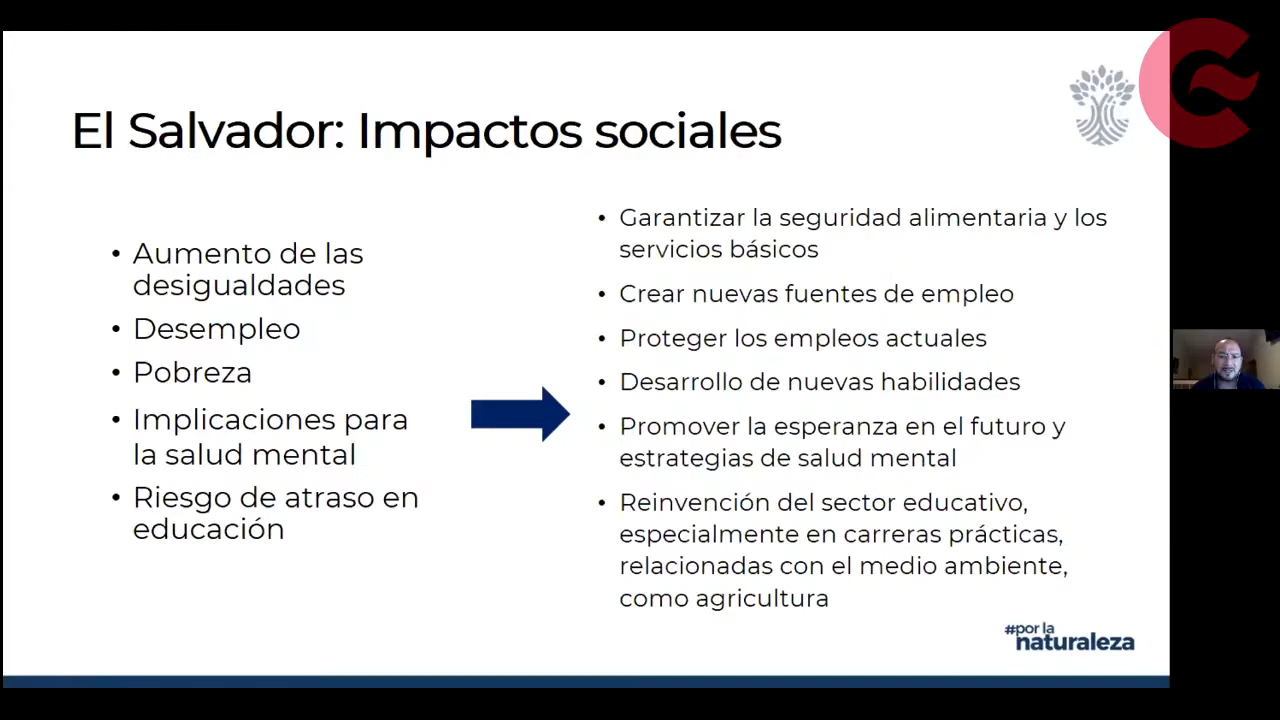 El Salvador: Impactos sociales
• Aumento de las
desigualdades
• Desempleo
• Pobreza
• Implicaciones para
la salud mental
• Riesgo de atraso en
educación
• Garantizar la seguridad alimentaria y los
servicios básicos
• Crear nuevas fuentes de empleo
• Proteger los empleos actuales
• Desarrollo de nuevas habilidades
• Promover la esperanza en el futuro y
estrategias de salud mental
• Reinvención del sector educativo,
especialmente en carreras prácticas,
relacionadas con el medio ambiente,
como agricultura
#por la
naturaleza